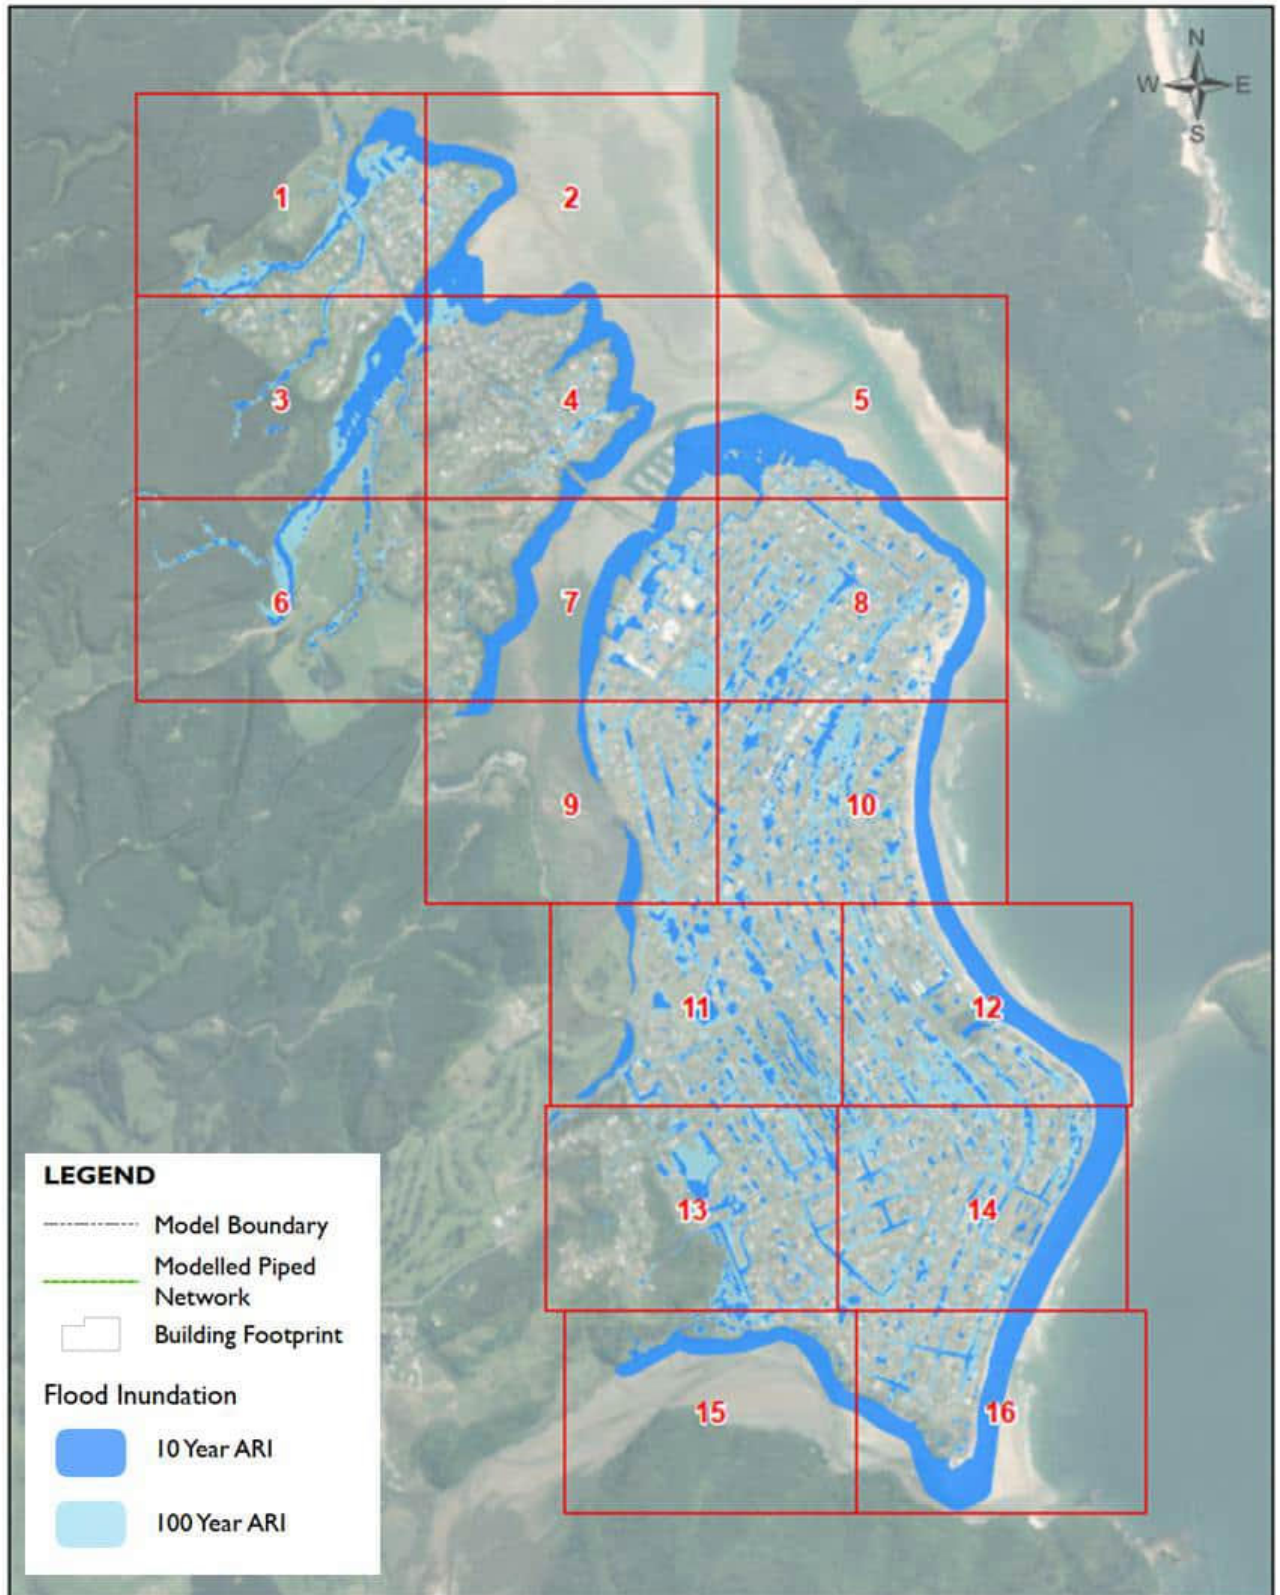 N
W E
S
1
2
3
4
5
6
7
8
9
10
11
12
13
14
15
16
LEGEND
Model Boundary
Modelled Piped
Network
Building Footprint
Flood Inundation
10 Year ARI
100 Year ARI